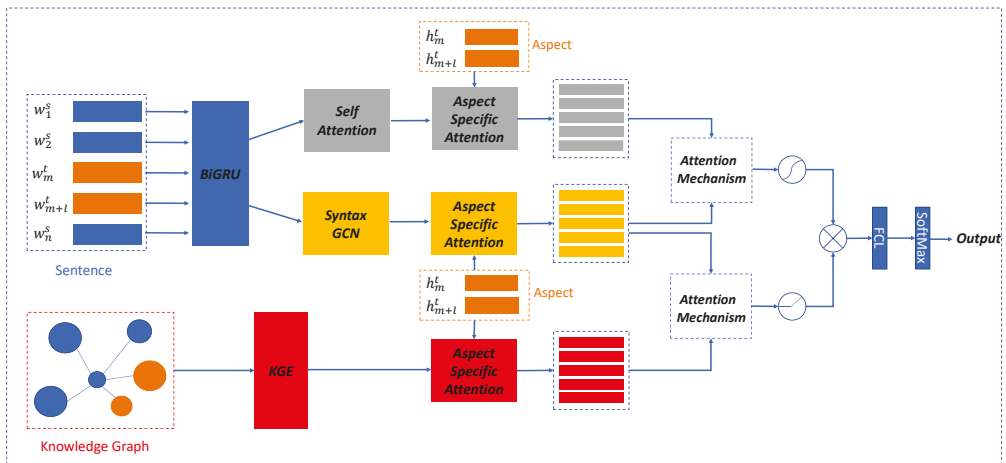 h_m^t
h_{m+l}^t
Aspect
w_1^s
w_2^s
w_m^t
w_{m+l}^t
w_n^s
Sentence
BiGRU
Self
Attention
Aspect
Specific
Attention
Attention
Mechanism
Syntax
GCN
Aspect
Specific
Attention
FCL
SoftMax
Output
h_m^t
h_{m+l}^t
Aspect
Attention
Mechanism
KGE
Aspect
Specific
Attention
Knowledge Graph